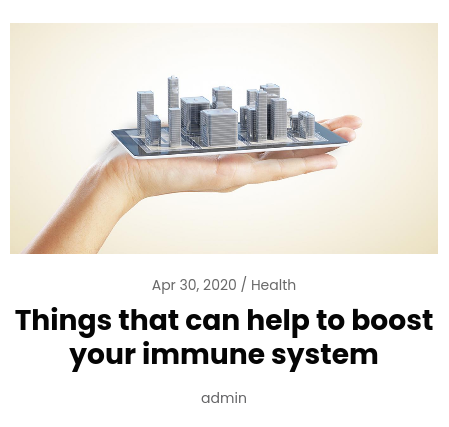 Apr 30, 2020 / Health
Things that can help to boost
your immune system
admin